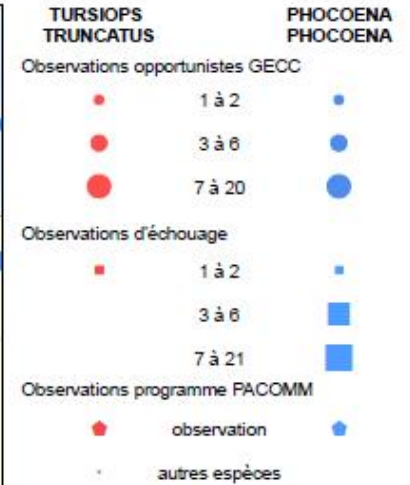 TURSIOPS TRUNCATUS
PHOCOENA PHOCOENA
Observations opportunistes GECC
1 à 2
3 à 6
7 à 20
Observations d'échouage
1 à 2
3 à 6
7 à 21
Observations programme PACOMM
observation
autres espèces